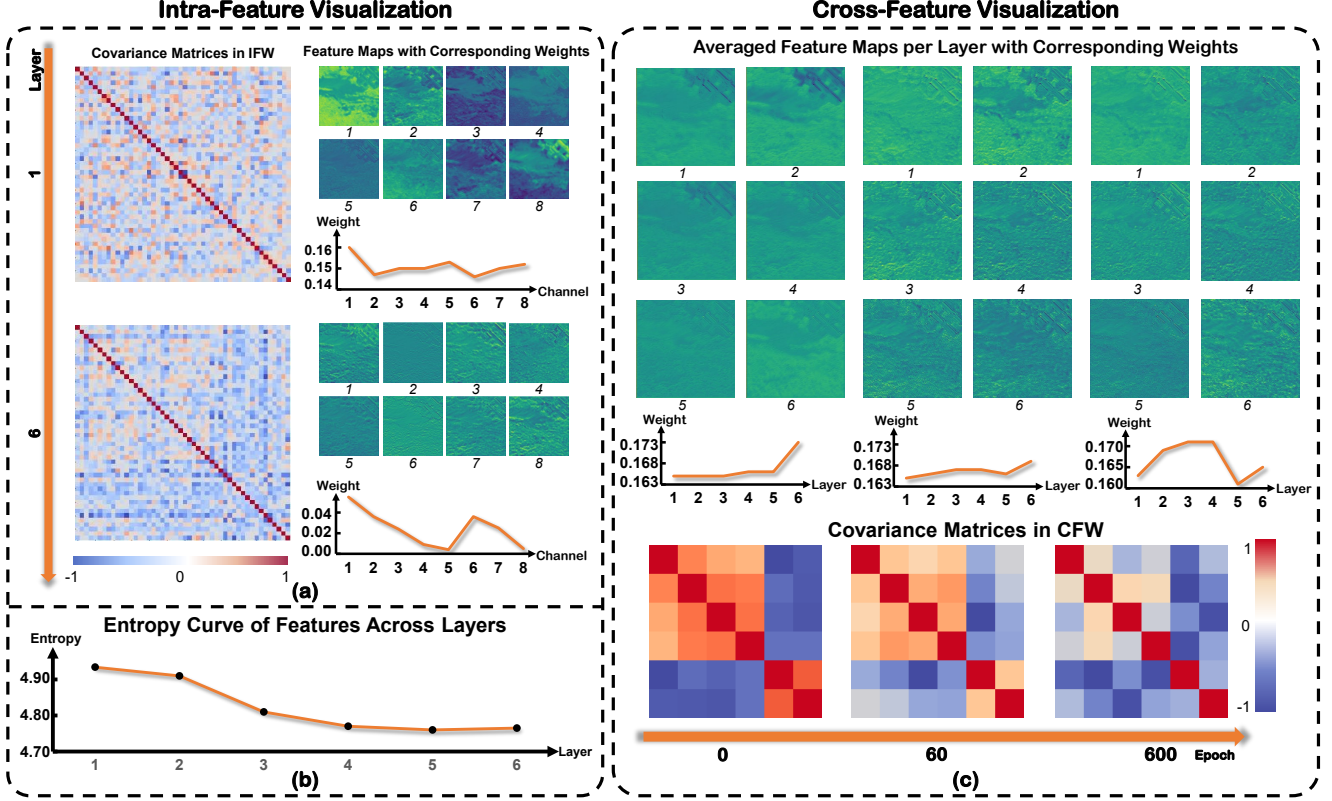 Intra-Feature Visualization
Layer
Covariance Matrices in IFW
Feature Maps with Corresponding Weights
1
1 2 3 4
5 6 7 8
Weight
0.16
0.15
0.14
1 2 3 4 5 6 7 8 Channel
6
1 2 3 4
5 6 7 8
Weight
0.04
0.02
0.00
1 2 3 4 5 6 7 8 Channel
-1 0 1
(a)
Entropy Curve of Features Across Layers
Entropy
4.90
4.80
4.70
1 2 3 4 5 6 Layer
(b)
Cross-Feature Visualization
Averaged Feature Maps per Layer with Corresponding Weights
1 2 1 2 1 2
3 4 3 4 3 4
5 6 5 6 5 6
Weight
0.173
0.168
0.163
1 2 3 4 5 6 Layer
Weight
0.173
0.168
0.163
1 2 3 4 5 6 Layer
Weight
0.170
0.165
0.160
1 2 3 4 5 6 Layer
Covariance Matrices in CFW
1
0
-1
0 60 600 Epoch
(c)